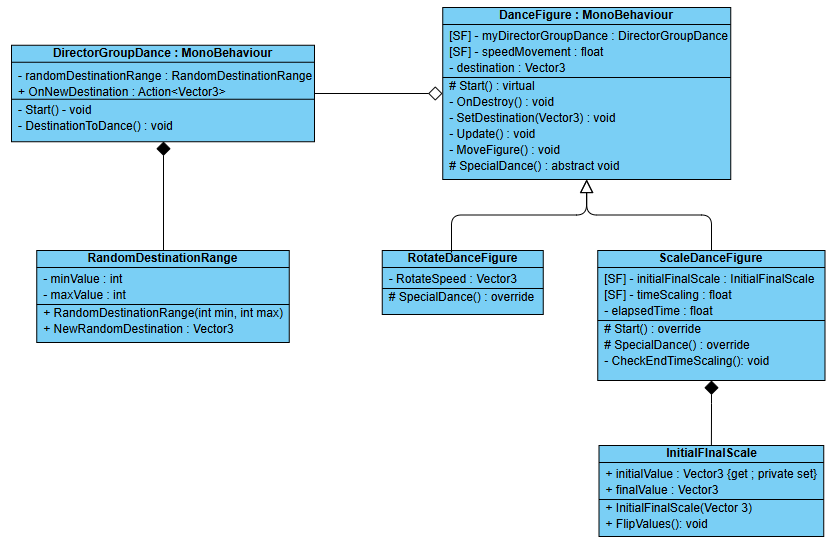 DanceFigure : MonoBehaviour
[SF] - myDirectorGroupDance : DirectorGroupDance
[SF] - speedMovement : float
- destination : Vector3
# Start() : virtual
- OnDestroy() : void
- SetDestination(Vector3) : void
- Update() : void
- MoveFigure() : void
# SpecialDance() : abstract void
DirectorGroupDance : MonoBehaviour
- randomDestinationRange : RandomDestinationRange
+ OnNewDestination : Action<Vector3>
- Start() - void
- DestinationToDance() : void
RandomDestinationRange
- minValue : int
- maxValue : int
+ RandomDestinationRange(int min, int max)
+ NewRandomDestination : Vector3
RotateDanceFigure
- RotateSpeed : Vector3
# SpecialDance() : override
ScaleDanceFigure
[SF] - initialFinalScale : InitialFinalScale
[SF] - timeScaling : float
- elapsedTime : float
# Start() : override
# SpecialDance() : override
- CheckEndTimeScaling(): void
InitialFInalScale
+ initialValue : Vector3 {get ; private set}
+ finalValue : Vector3
+ InitialFinalScale(Vector 3)
+ FlipValues(): void